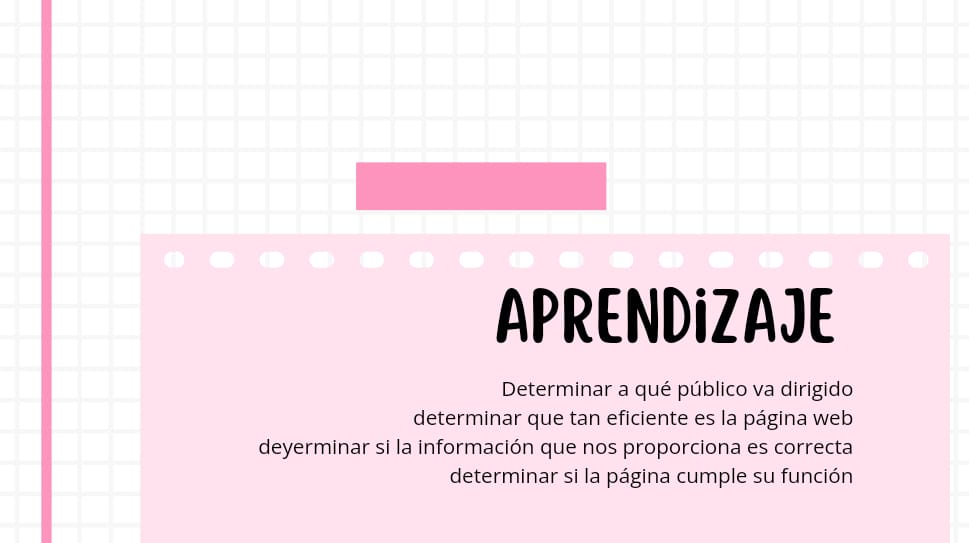 APRENDiZAJE
Determinar a qué público va dirigido
determinar que tan eficiente es la página web
deyerminar si la información que nos proporciona es correcta
determinar si la página cumple su función